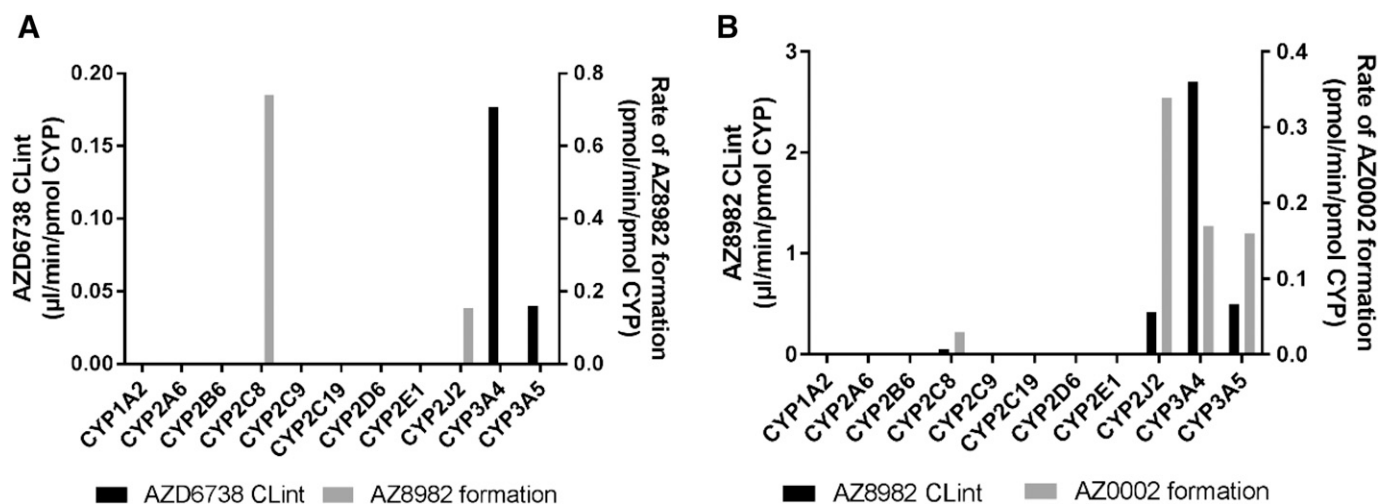 A
AZD6738 CLint
(µl/min/pmol CYP)
0.20
0.15
0.10
0.05
0.00
0.8
0.6
0.4
0.2
0.0
Rate of AZ8982 formation
(pmol/min/pmol CYP)
CYP1A2
CYP2A6
CYP2B6
CYP2C8
CYP2C9
CYP2C19
CYP2D6
CYP2E1
CYP2J2
CYP3A4
CYP3A5
AZD6738 CLint
AZ8982 formation
B
AZ8982 CLint
(µl/min/pmol CYP)
3
2
1
0
0.4
0.3
0.2
0.1
0.0
Rate of AZ0002 formation
(pmol/min/pmol CYP)
CYP1A2
CYP2A6
CYP2B6
CYP2C8
CYP2C9
CYP2C19
CYP2D6
CYP2E1
CYP2J2
CYP3A4
CYP3A5
AZ8982 CLint
AZ0002 formation